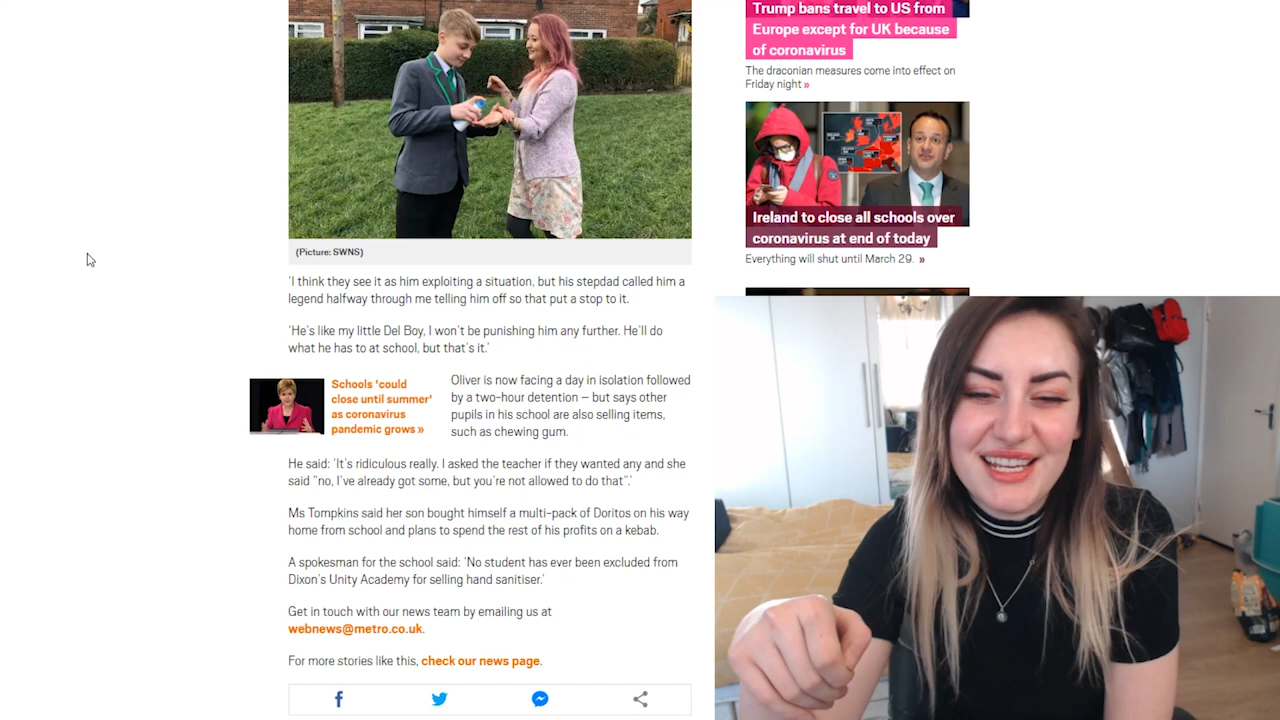 (Picture: SWNS)
'I think they see it as him exploiting a situation, but his stepdad called him a
legend halfway through me telling him off so that put a stop to it.
'He's like my little Del Boy, I won't be punishing him any further. He'll do
what he has to at school, but that's it.'
Schools 'could
close until summer'
as coronavirus
pandemic grows »
Oliver is now facing a day in isolation followed
by a two-hour detention – but says other
pupils in his school are also selling items,
such as chewing gum.
He said: 'It's ridiculous really. I asked the teacher if they wanted any and she
said "no, I've already got some, but you're not allowed to do that".'
Ms Tompkins said her son bought himself a multi-pack of Doritos on his way
home from school and plans to spend the rest of his profits on a kebab.
A spokesman for the school said: 'No student has ever been excluded from
Dixon's Unity Academy for selling hand sanitiser.'
Get in touch with our news team by emailing us at
webnews@metro.co.uk.
For more stories like this, check our news page.
Trump bans travel to US from
Europe except for UK because
of coronavirus
The draconian measures come into effect on
Friday night »
Ireland to close all schools over
coronavirus at end of today
Everything will shut until March 29. »